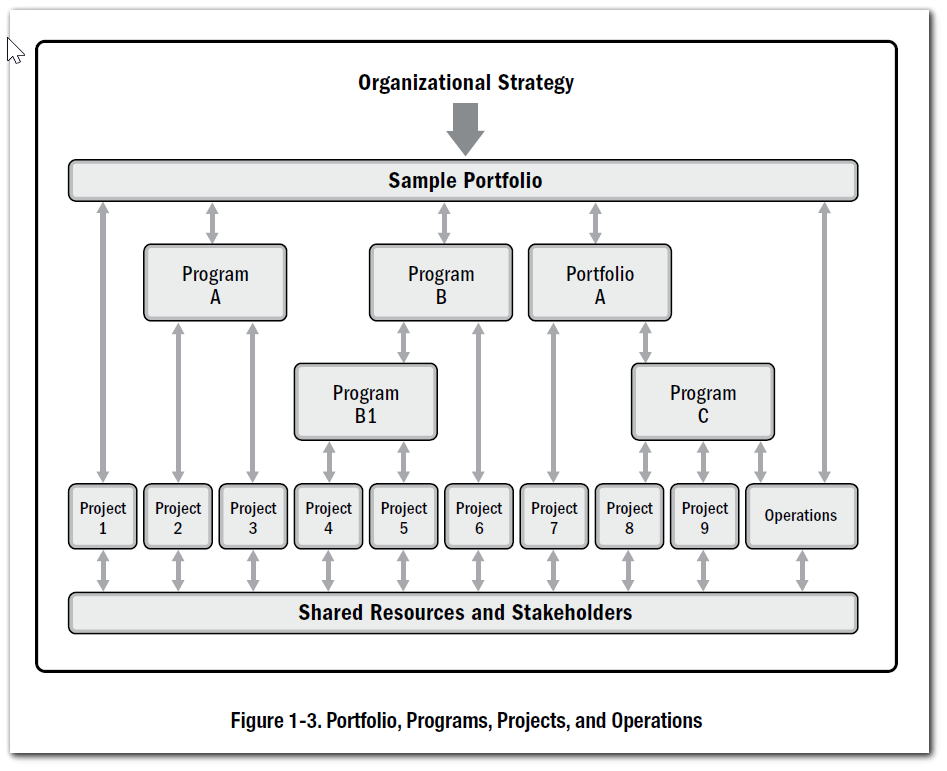 Organizational Strategy
Sample Portfolio
Program
A
Program
B
Portfolio
A
Program
B1
Program
C
Project
1
Project
2
Project
3
Project
4
Project
5
Project
6
Project
7
Project
8
Project
9
Operations
Shared Resources and Stakeholders
Figure 1-3. Portfolio, Programs, Projects, and Operations